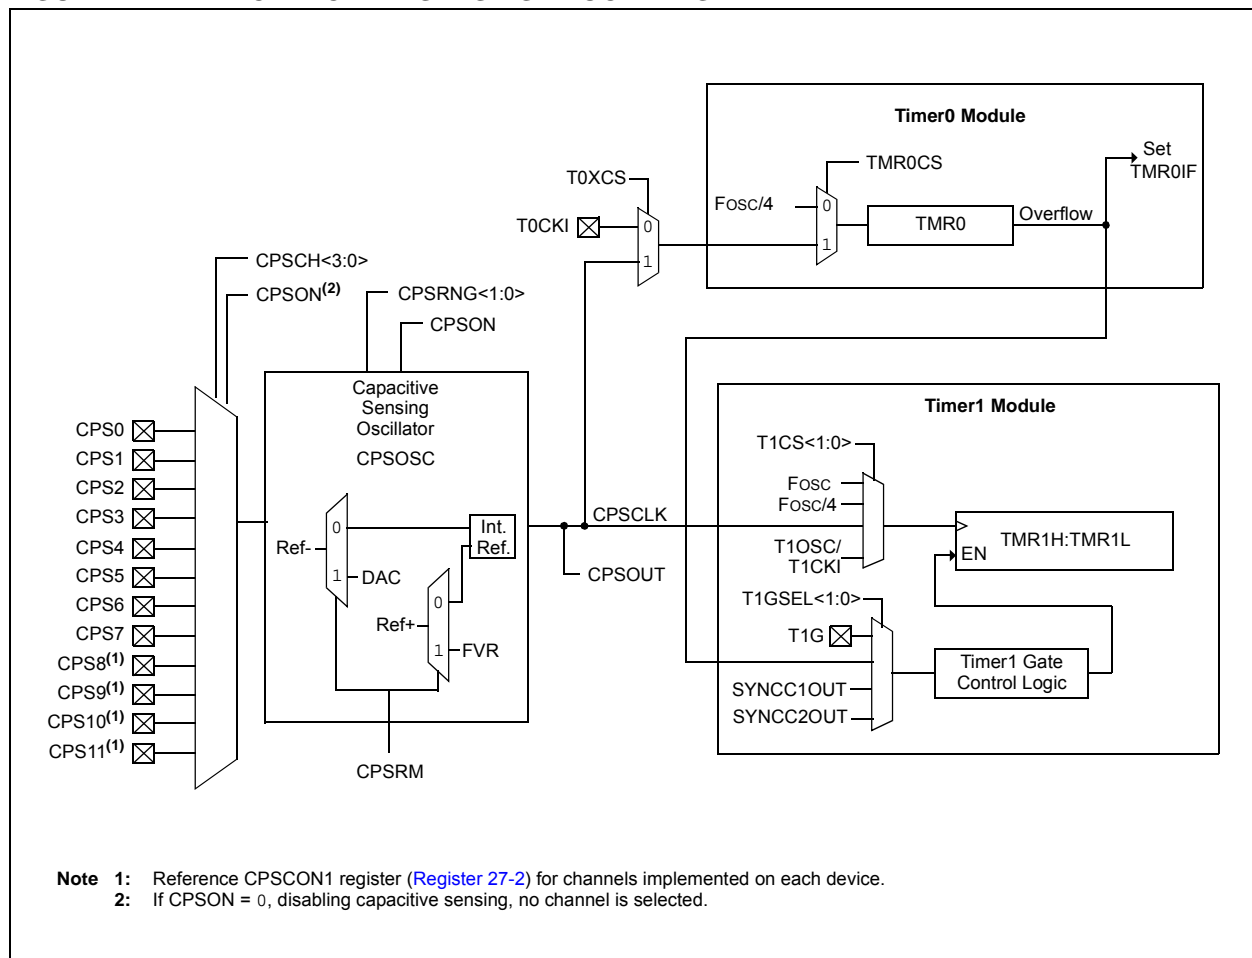 Timer0 Module
Set
TMR0IF
TMR0CS
T0XCS
FOSC/4
0
1
TMR0
Overflow
T0CKI
0
1
CPSCH<3:0>
CPSON(2)
CPSRNG<1:0>
CPSON
Capacitive
Sensing
Oscillator
CPSOSC
Timer1 Module
CPS0
CPS1
CPS2
CPS3
CPS4
CPS5
CPS6
CPS7
CPS8(1)
CPS9(1)
CPS10(1)
CPS11(1)
0
1
Ref-
DAC
Int.
Ref.
0
1
Ref+
FVR
CPSRM
CPSCLK
CPSOUT
T1CS<1:0>
FOSC
FOSC/4
T1OSC/
T1CKI
TMR1H:TMR1L
EN
T1GSEL<1:0>
T1G
SYNCC1OUT
SYNCC2OUT
Timer1 Gate
Control Logic
Note 1: Reference CPSCON1 register (Register 27-2) for channels implemented on each device.
2: If CPSON = 0, disabling capacitive sensing, no channel is selected.